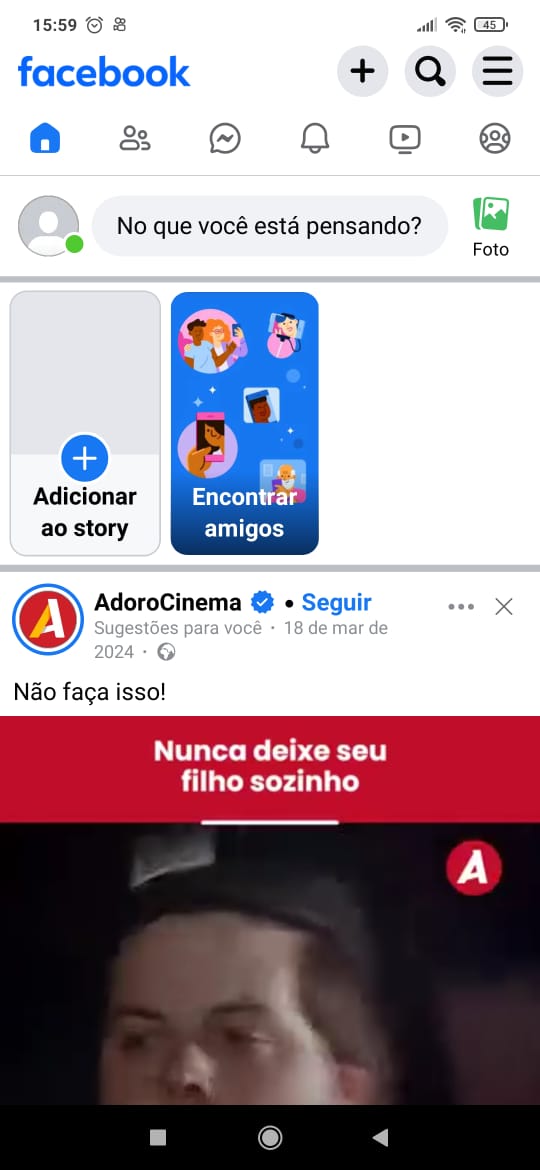 15:59
45
facebook
No que você está pensando?
Foto
Adicionar
ao story
Encontrar
amigos
AdoroCinema • Seguir
Sugestões para você · 18 de mar de
2024 ·
Não faça isso!
Nunca deixe seu
filho sozinho